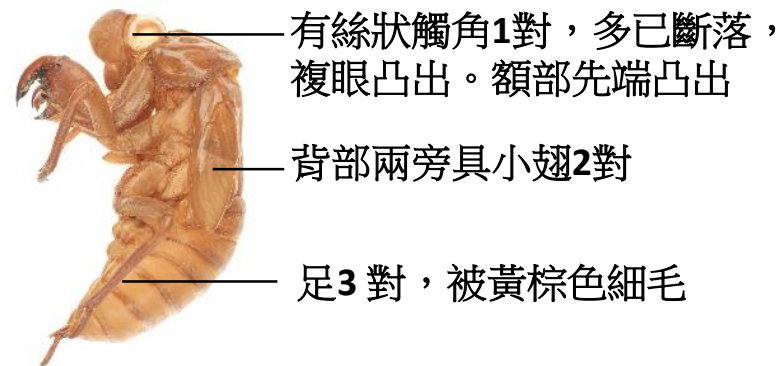 有絲狀觸角1對，多已斷落，
複眼凸出。額部先端凸出
背部兩旁具小翅2對
足3 對，被黃棕色細毛